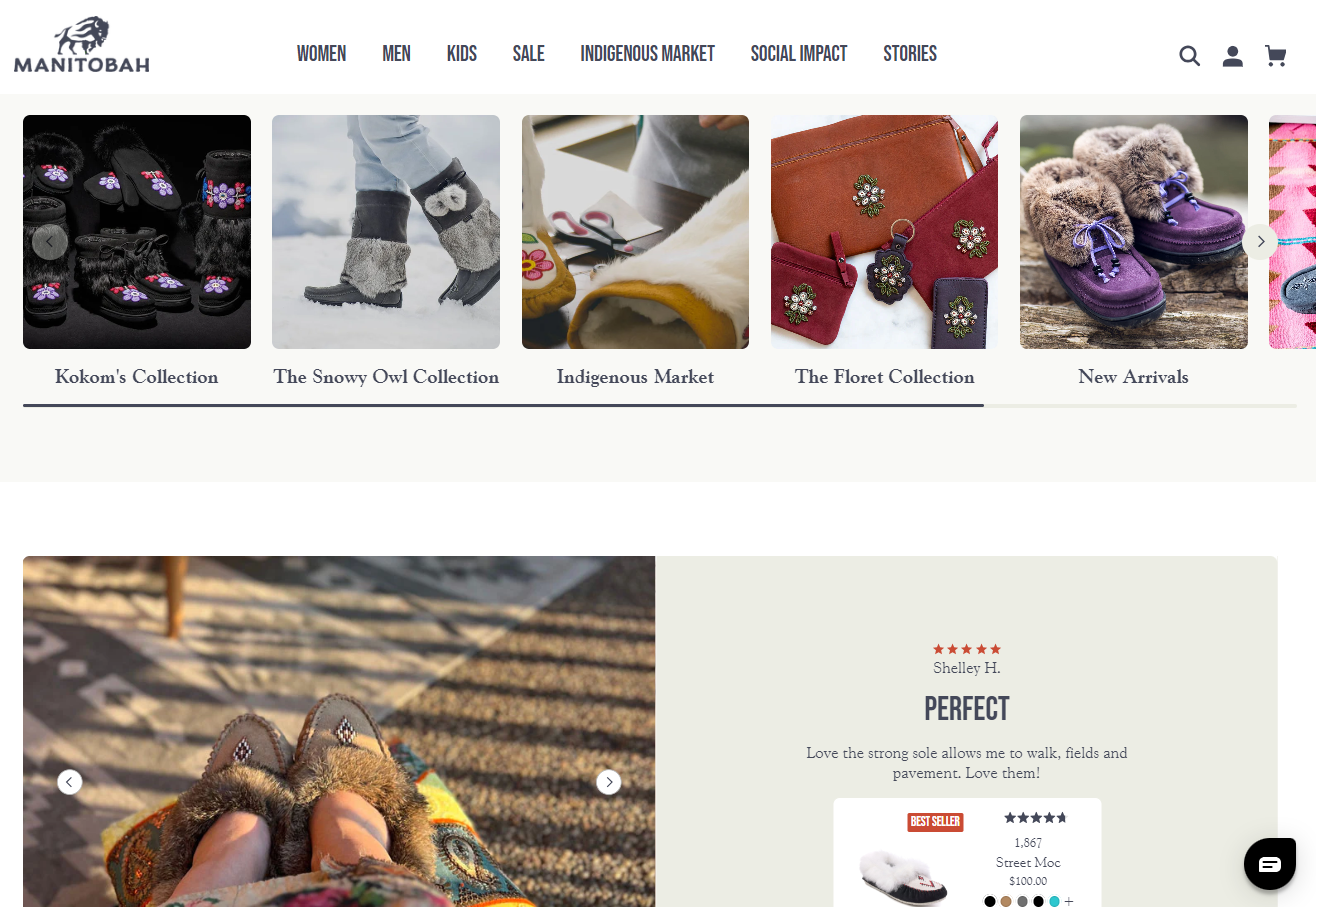 MANITOBAH
WOMEN MEN KIDS SALE INDIGENOUS MARKET SOCIAL IMPACT STORIES
Kokom's Collection The Snowy Owl Collection Indigenous Market The Floret Collection New Arrivals
Shelley H.
PERFECT
Love the strong sole allows me to walk, fields and
pavement. Love them!
BEST SELLER
1,867
Street Moc
$100.00
+